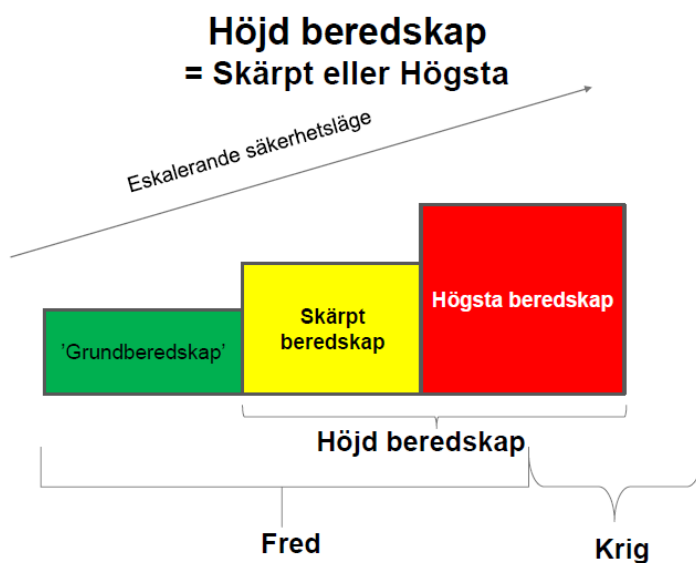 Höjd beredskap
= Skärpt eller Högsta
Eskalerande säkerhetsläge
'Grundberedskap'
Skärpt
beredskap
Högsta beredskap
Höjd beredskap
Fred
Krig